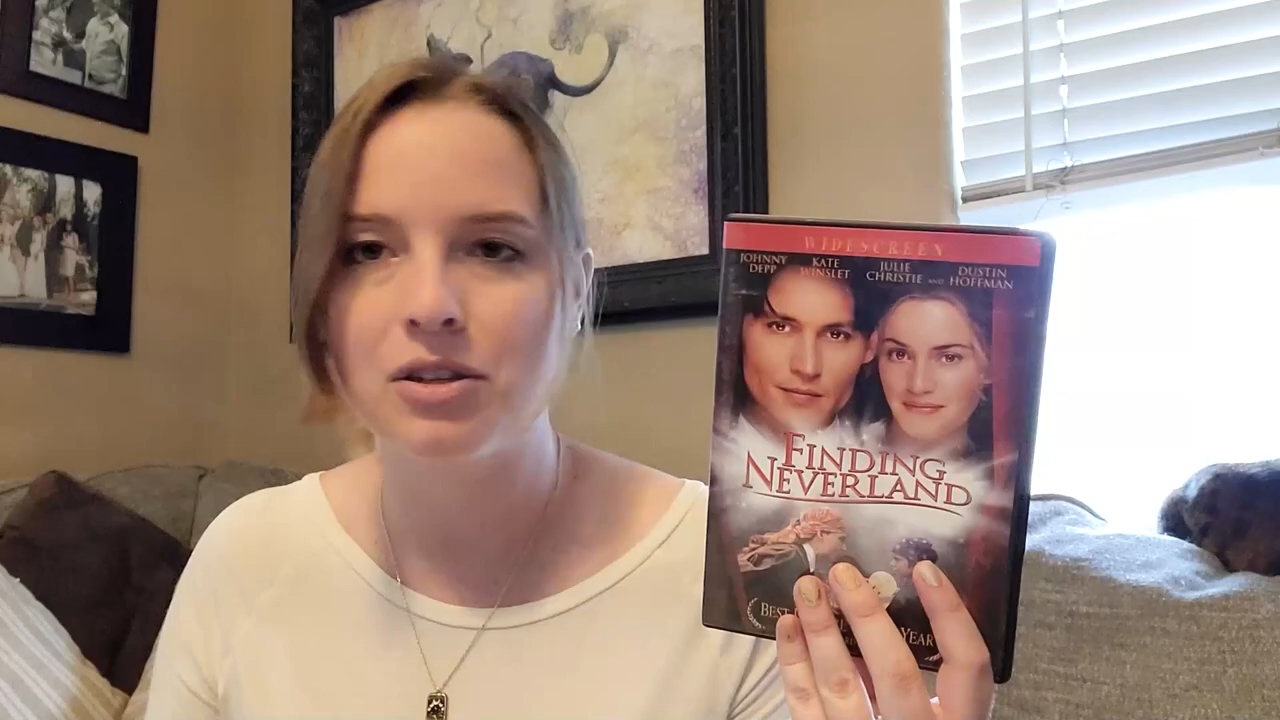 WIDESCREEN
JOHNNY KATE JULIE DUSTIN
DEPP WINSLET CHRISTIE AND HOFFMAN
FINDING
NEVERLAND
BEST
YEAR